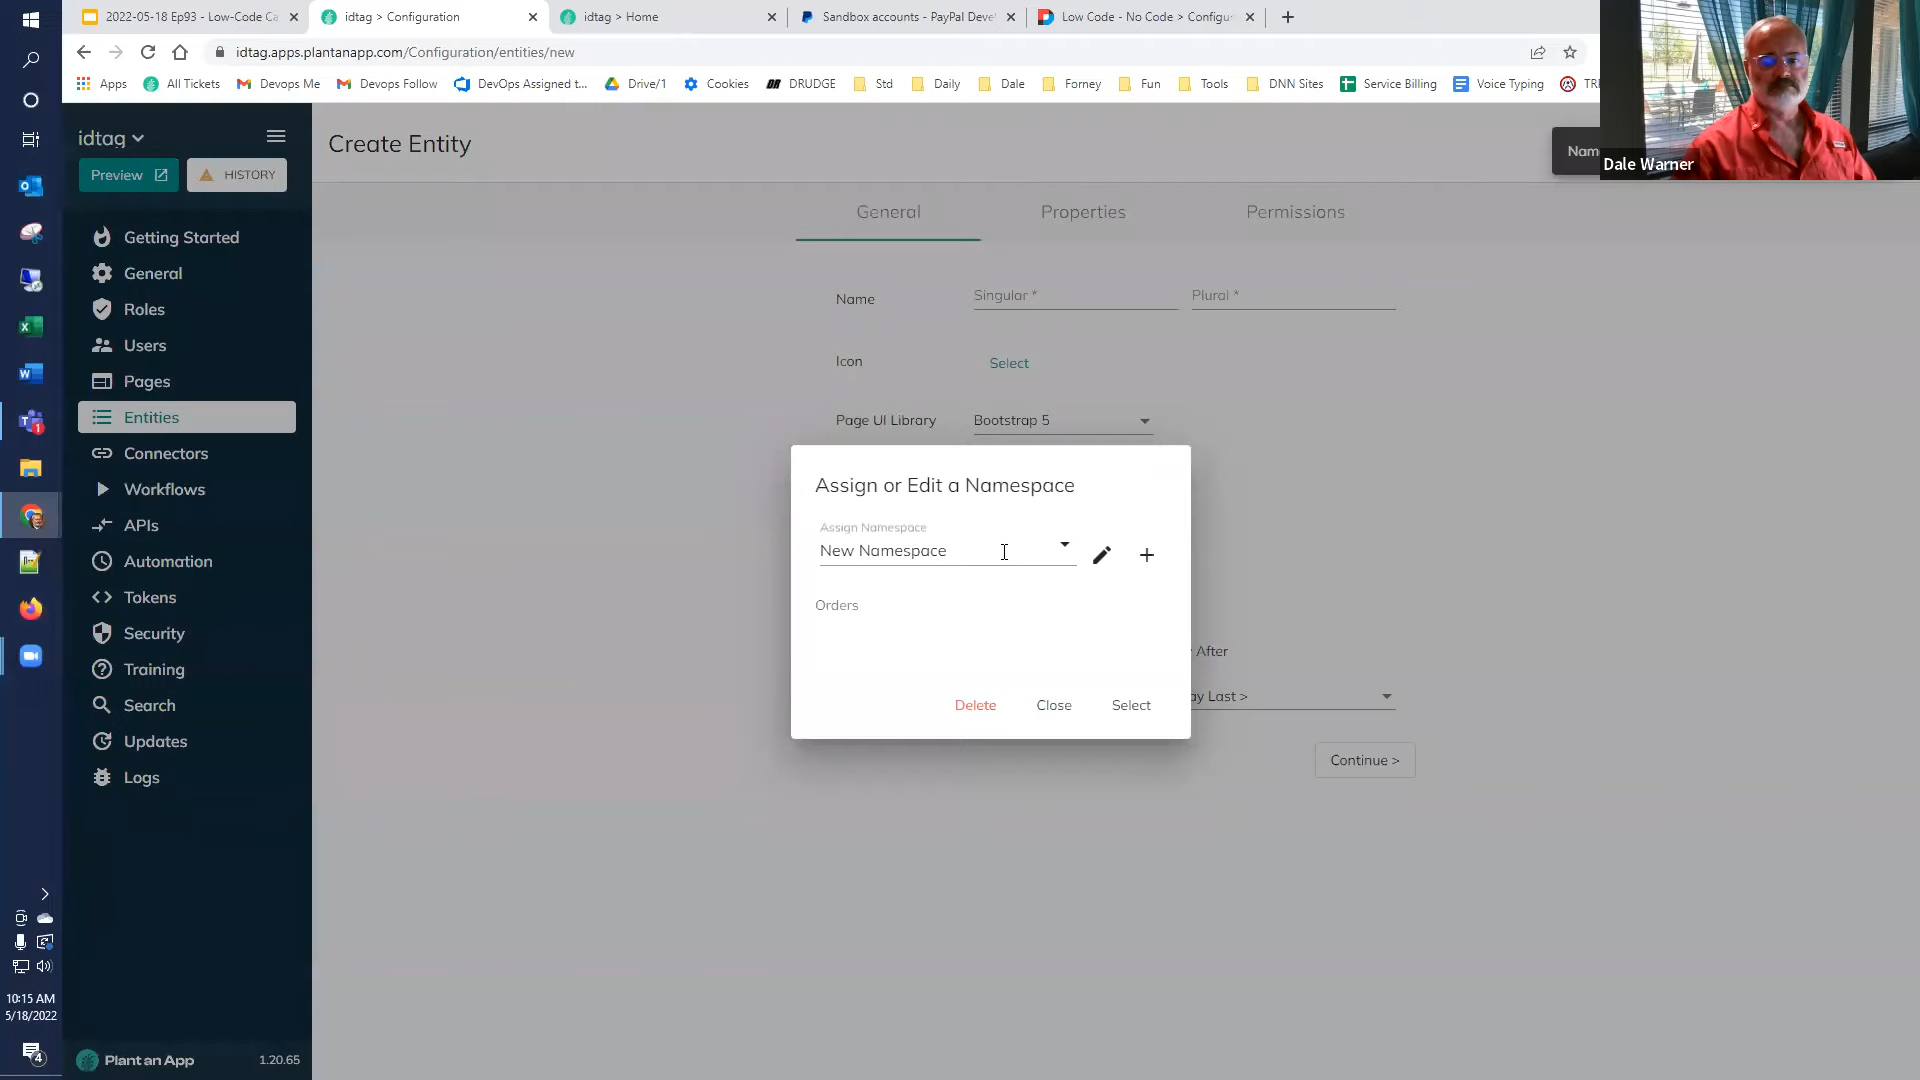 2022-05-18 Ep93 - Low-Code Ca
idtag > Configuration
idtag > Home
Sandbox accounts - PayPal Deve
Low Code - No Code > Configur
idtag.apps.plantanapp.com/Configuration/entities/new
Apps
All Tickets
Devops Me
Devops Follow
DevOps Assigned t...
Drive/1
Cookies
DRUDGE
Std
Daily
Dale
Forney
Fun
Tools
DNN Sites
Service Billing
Voice Typing
idtag
Create Entity
Dale Warner
Preview
HISTORY
General
Properties
Permissions
Getting Started
General
Roles
Users
Pages
Entities
Connectors
Workflows
APIs
Automation
Tokens
Security
Training
Search
Updates
Logs
Name
Singular *
Plural *
Icon
Select
Page UI Library
Bootstrap 5
Assign or Edit a Namespace
Assign Namespace
New Namespace
Orders
Delete
Close
Select
After
ay Last >
Continue >
10:15 AM
5/18/2022
4
Plant an App
1.20.65